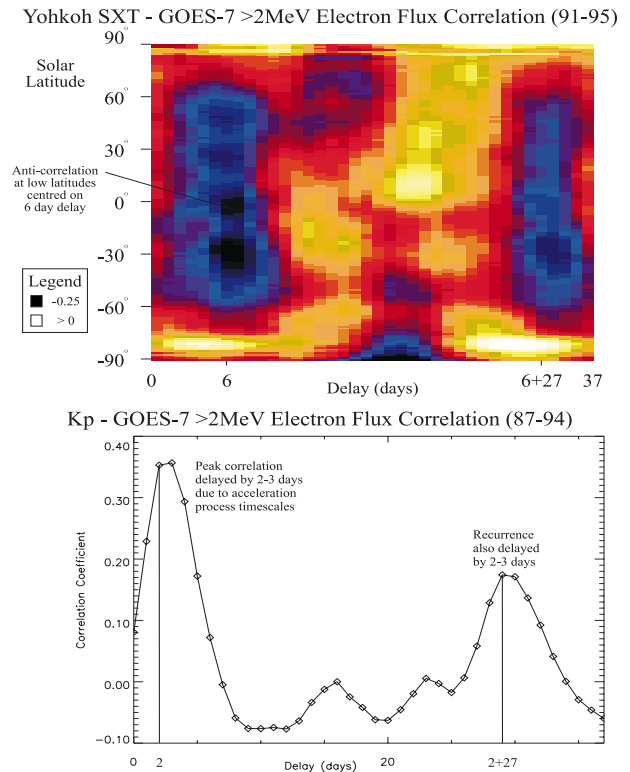 Yohkoh SXT - GOES-7 >2MeV Electron Flux Correlation (91-95)
Solar
Latitude
90°
60°
30°
0°
-30°
-60°
-90°
Anti-correlation
at low latitudes
centred on
6 day delay
Legend
-0.25
> 0
0
6
Delay (days)
6+27
37
Kp - GOES-7 >2MeV Electron Flux Correlation (87-94)
Correlation Coefficient
0.40
0.30
0.20
0.10
0.00
-0.10
Peak correlation
delayed by 2-3 days
due to acceleration
process timescales
Recurrence
also delayed
by 2-3 days
0
2
Delay (days)
20
2+27